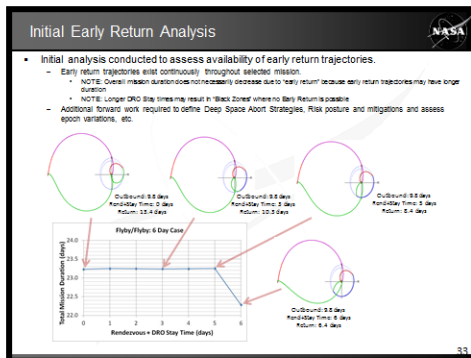 Initial Early Return Analysis
NASA
Initial analysis conducted to assess availability of early return trajectories.
– Early return trajectories exist continuously throughout selected mission.
• NOTE: Overall mission duration does not necessarily decrease due to "early return" because early return trajectories may have longer
duration
• NOTE: Longer DRO Stay times may result in "Black Zones" where no Early Return is possible
– Additional forward work required to define Deep Space Abort Strategies, Risk posture and mitigations and assess
epoch variations, etc.
Outbound: 9.8 days
Rend+Stay Time: 0 days
Return: 13.4 days
Outbound: 9.8 days
Rend+Stay Time: 3 days
Return: 10.3 days
Outbound: 9.8 days
Rend+Stay Time: 5 days
Return: 8.4 days
Flyby/Flyby: 6 Day Case
Total Mission Duration (days)
24.0
23.5
23.0
22.5
22.0
0 1 2 3 4 5 6
Rendezvous + DRO Stay Time (days)
Outbound: 9.8 days
Rend+Stay Time: 6 days
Return: 6.4 days
33